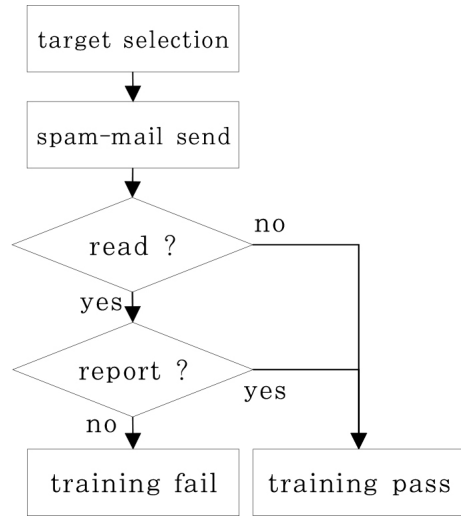 target selection
spam-mail send
read ?
no
yes
report ?
yes
no
training fail
training pass